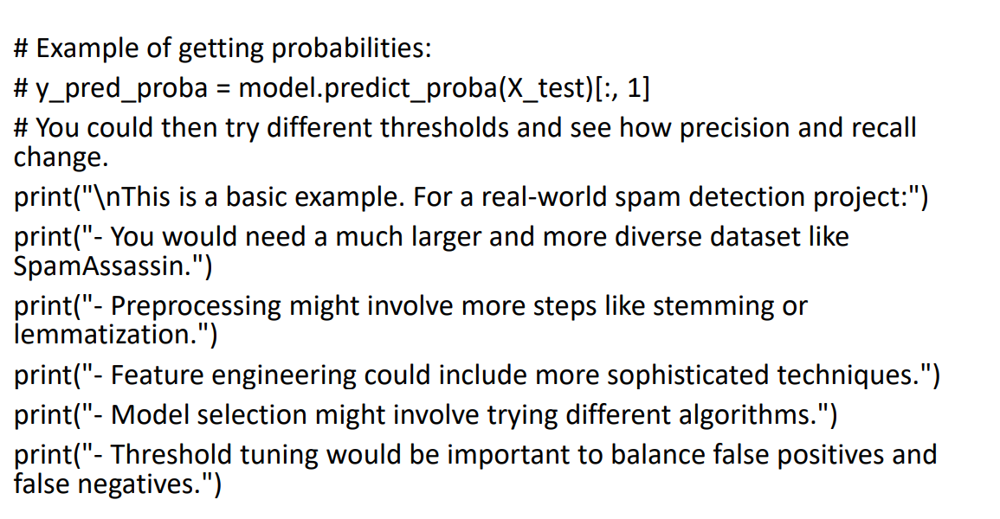 # Example of getting probabilities:
# y_pred_proba = model.predict_proba(X_test)[:, 1]
# You could then try different thresholds and see how precision and recall
change.
print("\nThis is a basic example. For a real-world spam detection project:")
print("- You would need a much larger and more diverse dataset like
SpamAssassin.")
print("- Preprocessing might involve more steps like stemming or
lemmatization.")
print("- Feature engineering could include more sophisticated techniques.")
print("- Model selection might involve trying different algorithms.")
print("- Threshold tuning would be important to balance false positives and
false negatives.")